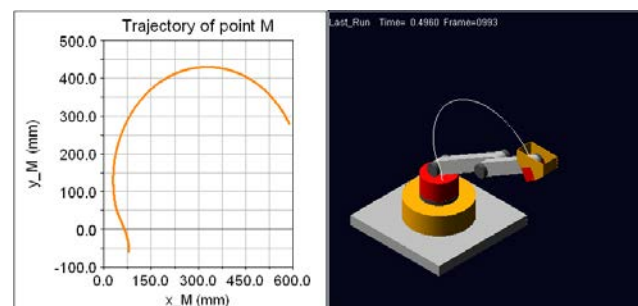 Trajectory of point M
500.0
400.0
300.0
200.0
100.0
0.0
-100.0
y_M (mm)
0.0 150.0 300.0 450.0 600.0
x_M (mm)
Last_Run Time= 0.4960 Frame=0993